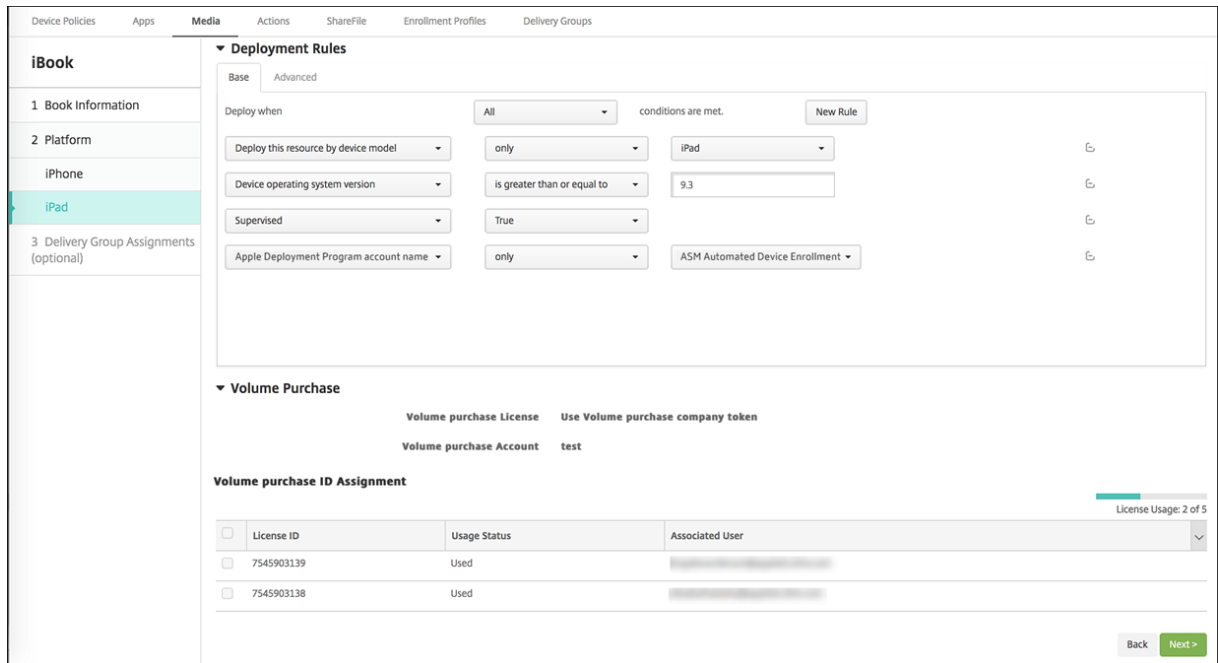 Device Policies Apps Media Actions ShareFile Enrollment Profiles Delivery Groups
iBook
1 Book Information
2 Platform
iPhone
iPad
3 Delivery Group Assignments
(optional)
Deployment Rules
Base Advanced
Deploy when All conditions are met. New Rule
Deploy this resource by device model only iPad
Device operating system version is greater than or equal to 9.3
Supervised True
Apple Deployment Program account name only ASM Automated Device Enrollment
Volume Purchase
Volume purchase License Use Volume purchase company token
Volume purchase Account test
Volume purchase ID Assignment
License Usage: 2 of 5
License ID Usage Status Associated User
7545903139 Used
7545903138 Used
Back Next >